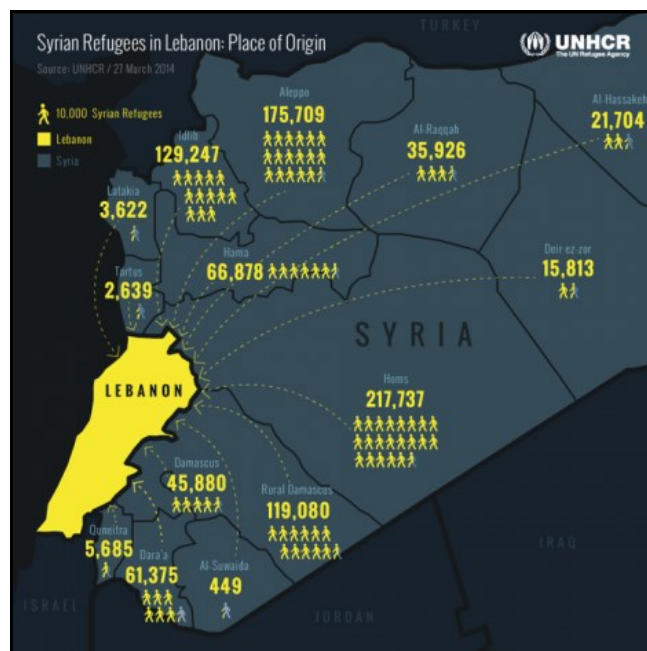 TURKEY
Syrian Refugees in Lebanon: Place of Origin
UNHCR
The UN Refugee Agency
Source: UNHCR / 27 March 2014
10,000 Syrian Refugees
Lebanon
Syria
Aleppo
175,709
Al-Hassakeh
21,704
Idlib
129,247
Al-Raqqah
35,926
Latakia
3,622
Hama
66,878
Deir ez-zor
15,813
Tartus
2,639
SYRIA
LEBANON
Homs
217,737
Damascus
45,880
Rural Damascus
119,080
Quneitra
5,685
Dara'a
61,375
Al-Suwaida
449
IRAQ
ISRAEL
JORDAN